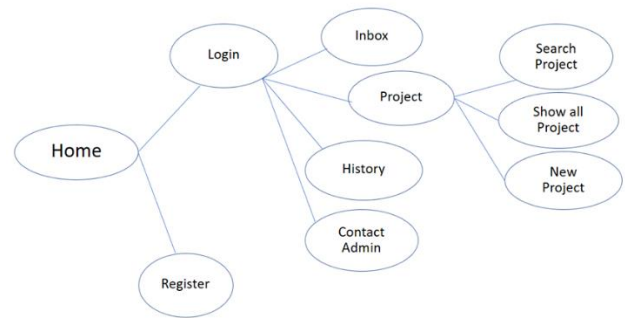 Home
Login
Register
Inbox
Project
History
Contact
Admin
Search
Project
Show all
Project
New
Project